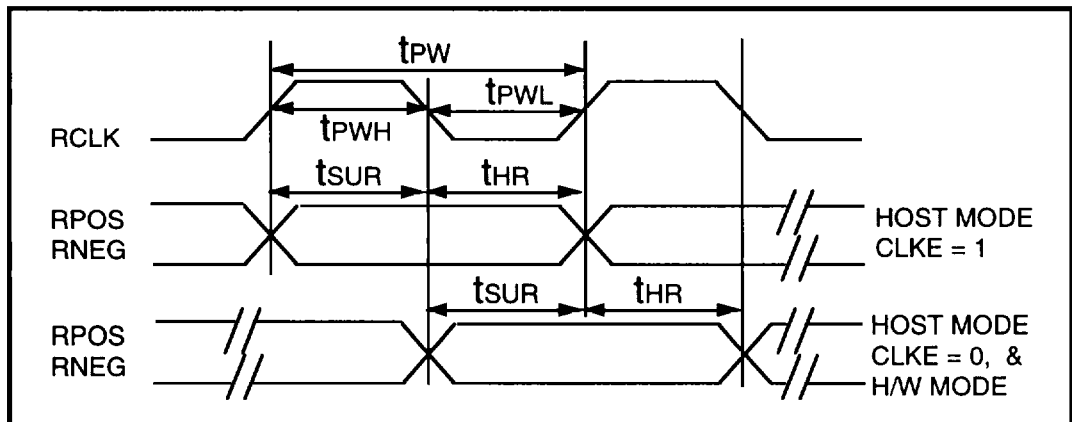 tPW
tPWL
RCLK
tPWH
tSUR
tHR
RPOS
RNEG
HOST MODE
CLKE = 1
tSUR
tHR
RPOS
RNEG
HOST MODE
CLKE = 0, &
H/W MODE